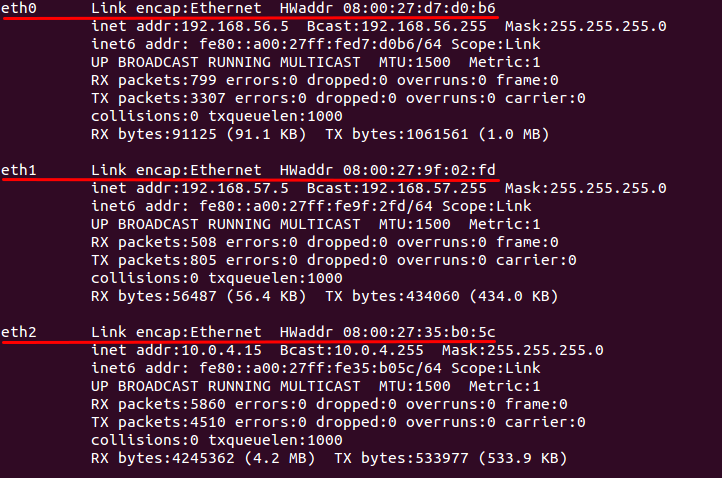 eth0      Link encap:Ethernet  HWaddr 08:00:27:d7:d0:b6
          inet addr:192.168.56.5  Bcast:192.168.56.255  Mask:255.255.255.0
          inet6 addr: fe80::a00:27ff:fed7:d0b6/64 Scope:Link
          UP BROADCAST RUNNING MULTICAST  MTU:1500  Metric:1
          RX packets:799 errors:0 dropped:0 overruns:0 frame:0
          TX packets:3307 errors:0 dropped:0 overruns:0 carrier:0
          collisions:0 txqueuelen:1000
          RX bytes:91125 (91.1 KB)  TX bytes:1061561 (1.0 MB)

eth1      Link encap:Ethernet  HWaddr 08:00:27:9f:02:fd
          inet addr:192.168.57.5  Bcast:192.168.57.255  Mask:255.255.255.0
          inet6 addr: fe80::a00:27ff:fe9f:2fd/64 Scope:Link
          UP BROADCAST RUNNING MULTICAST  MTU:1500  Metric:1
          RX packets:508 errors:0 dropped:0 overruns:0 frame:0
          TX packets:805 errors:0 dropped:0 overruns:0 carrier:0
          collisions:0 txqueuelen:1000
          RX bytes:56487 (56.4 KB)  TX bytes:434060 (434.0 KB)

eth2      Link encap:Ethernet  HWaddr 08:00:27:35:b0:5c
          inet addr:10.0.4.15  Bcast:10.0.4.255  Mask:255.255.255.0
          inet6 addr: fe80::a00:27ff:fe35:b05c/64 Scope:Link
          UP BROADCAST RUNNING MULTICAST  MTU:1500  Metric:1
          RX packets:5860 errors:0 dropped:0 overruns:0 frame:0
          TX packets:4510 errors:0 dropped:0 overruns:0 carrier:0
          collisions:0 txqueuelen:1000
          RX bytes:4245362 (4.2 MB)  TX bytes:533977 (533.9 KB)